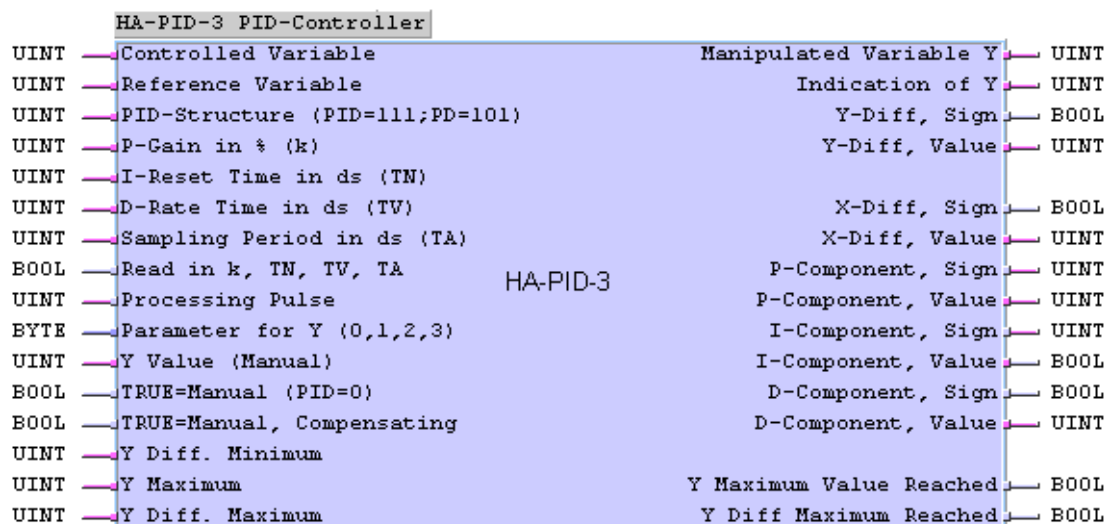 HA-PID-3 PID-Controller
UINT Controlled Variable Manipulated Variable Y UINT
UINT Reference Variable Indication of Y UINT
UINT PID-Structure (PID=111;PD=101) Y-Diff, Sign BOOL
UINT P-Gain in % (k) Y-Diff, Value UINT
UINT I-Reset Time in ds (TN)
UINT D-Rate Time in ds (TV) X-Diff, Sign BOOL
UINT Sampling Period in ds (TA) X-Diff, Value UINT
BOOL Read in k, TN, TV, TA P-Component, Sign UINT
HA-PID-3
UINT Processing Pulse P-Component, Value UINT
BYTE Parameter for Y (0,1,2,3) I-Component, Sign UINT
UINT Y Value (Manual) I-Component, Value BOOL
BOOL TRUE=Manual (PID=0) D-Component, Sign BOOL
BOOL TRUE=Manual, Compensating D-Component, Value UINT
UINT Y Diff. Minimum
UINT Y Maximum Y Maximum Value Reached BOOL
UINT Y Diff. Maximum Y Diff Maximum Reached BOOL